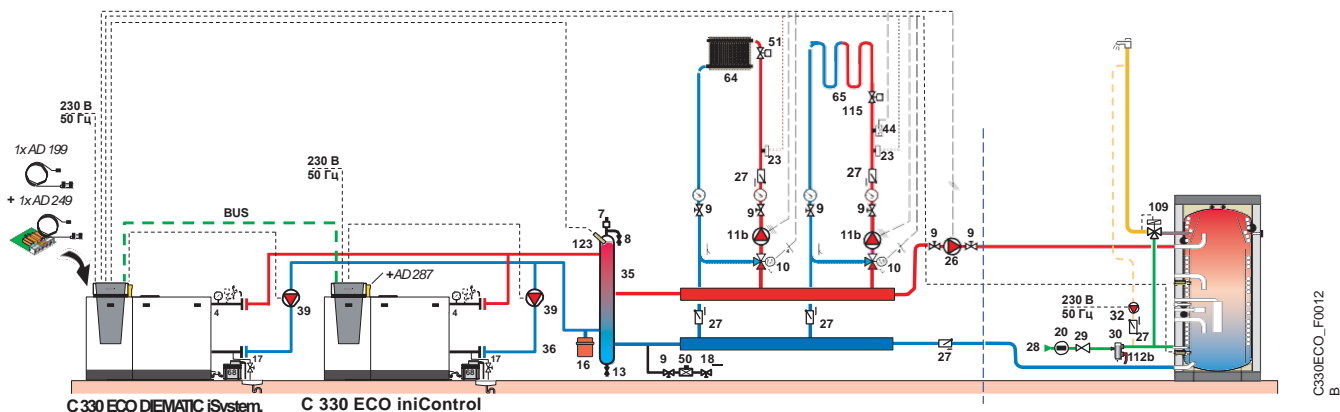 230 В
50 Гц
1x AD 199
+ 1x AD 249
BUS
230 В
50 Гц
+AD 287
4
39
17
68
4
39
36
17
68
7
8
123
35
16
13
9
50
18
64
51
23
27
9
9
11b
10
27
65
115
44
23
27
9
9
11b
10
27
9
9
26
27
109
230 В
50 Гц
32
27
28
20
29
30
112b
C 330 ECO DIEMATIC iSystem.
C 330 ECO iniControl
C330ECO_F0012
B